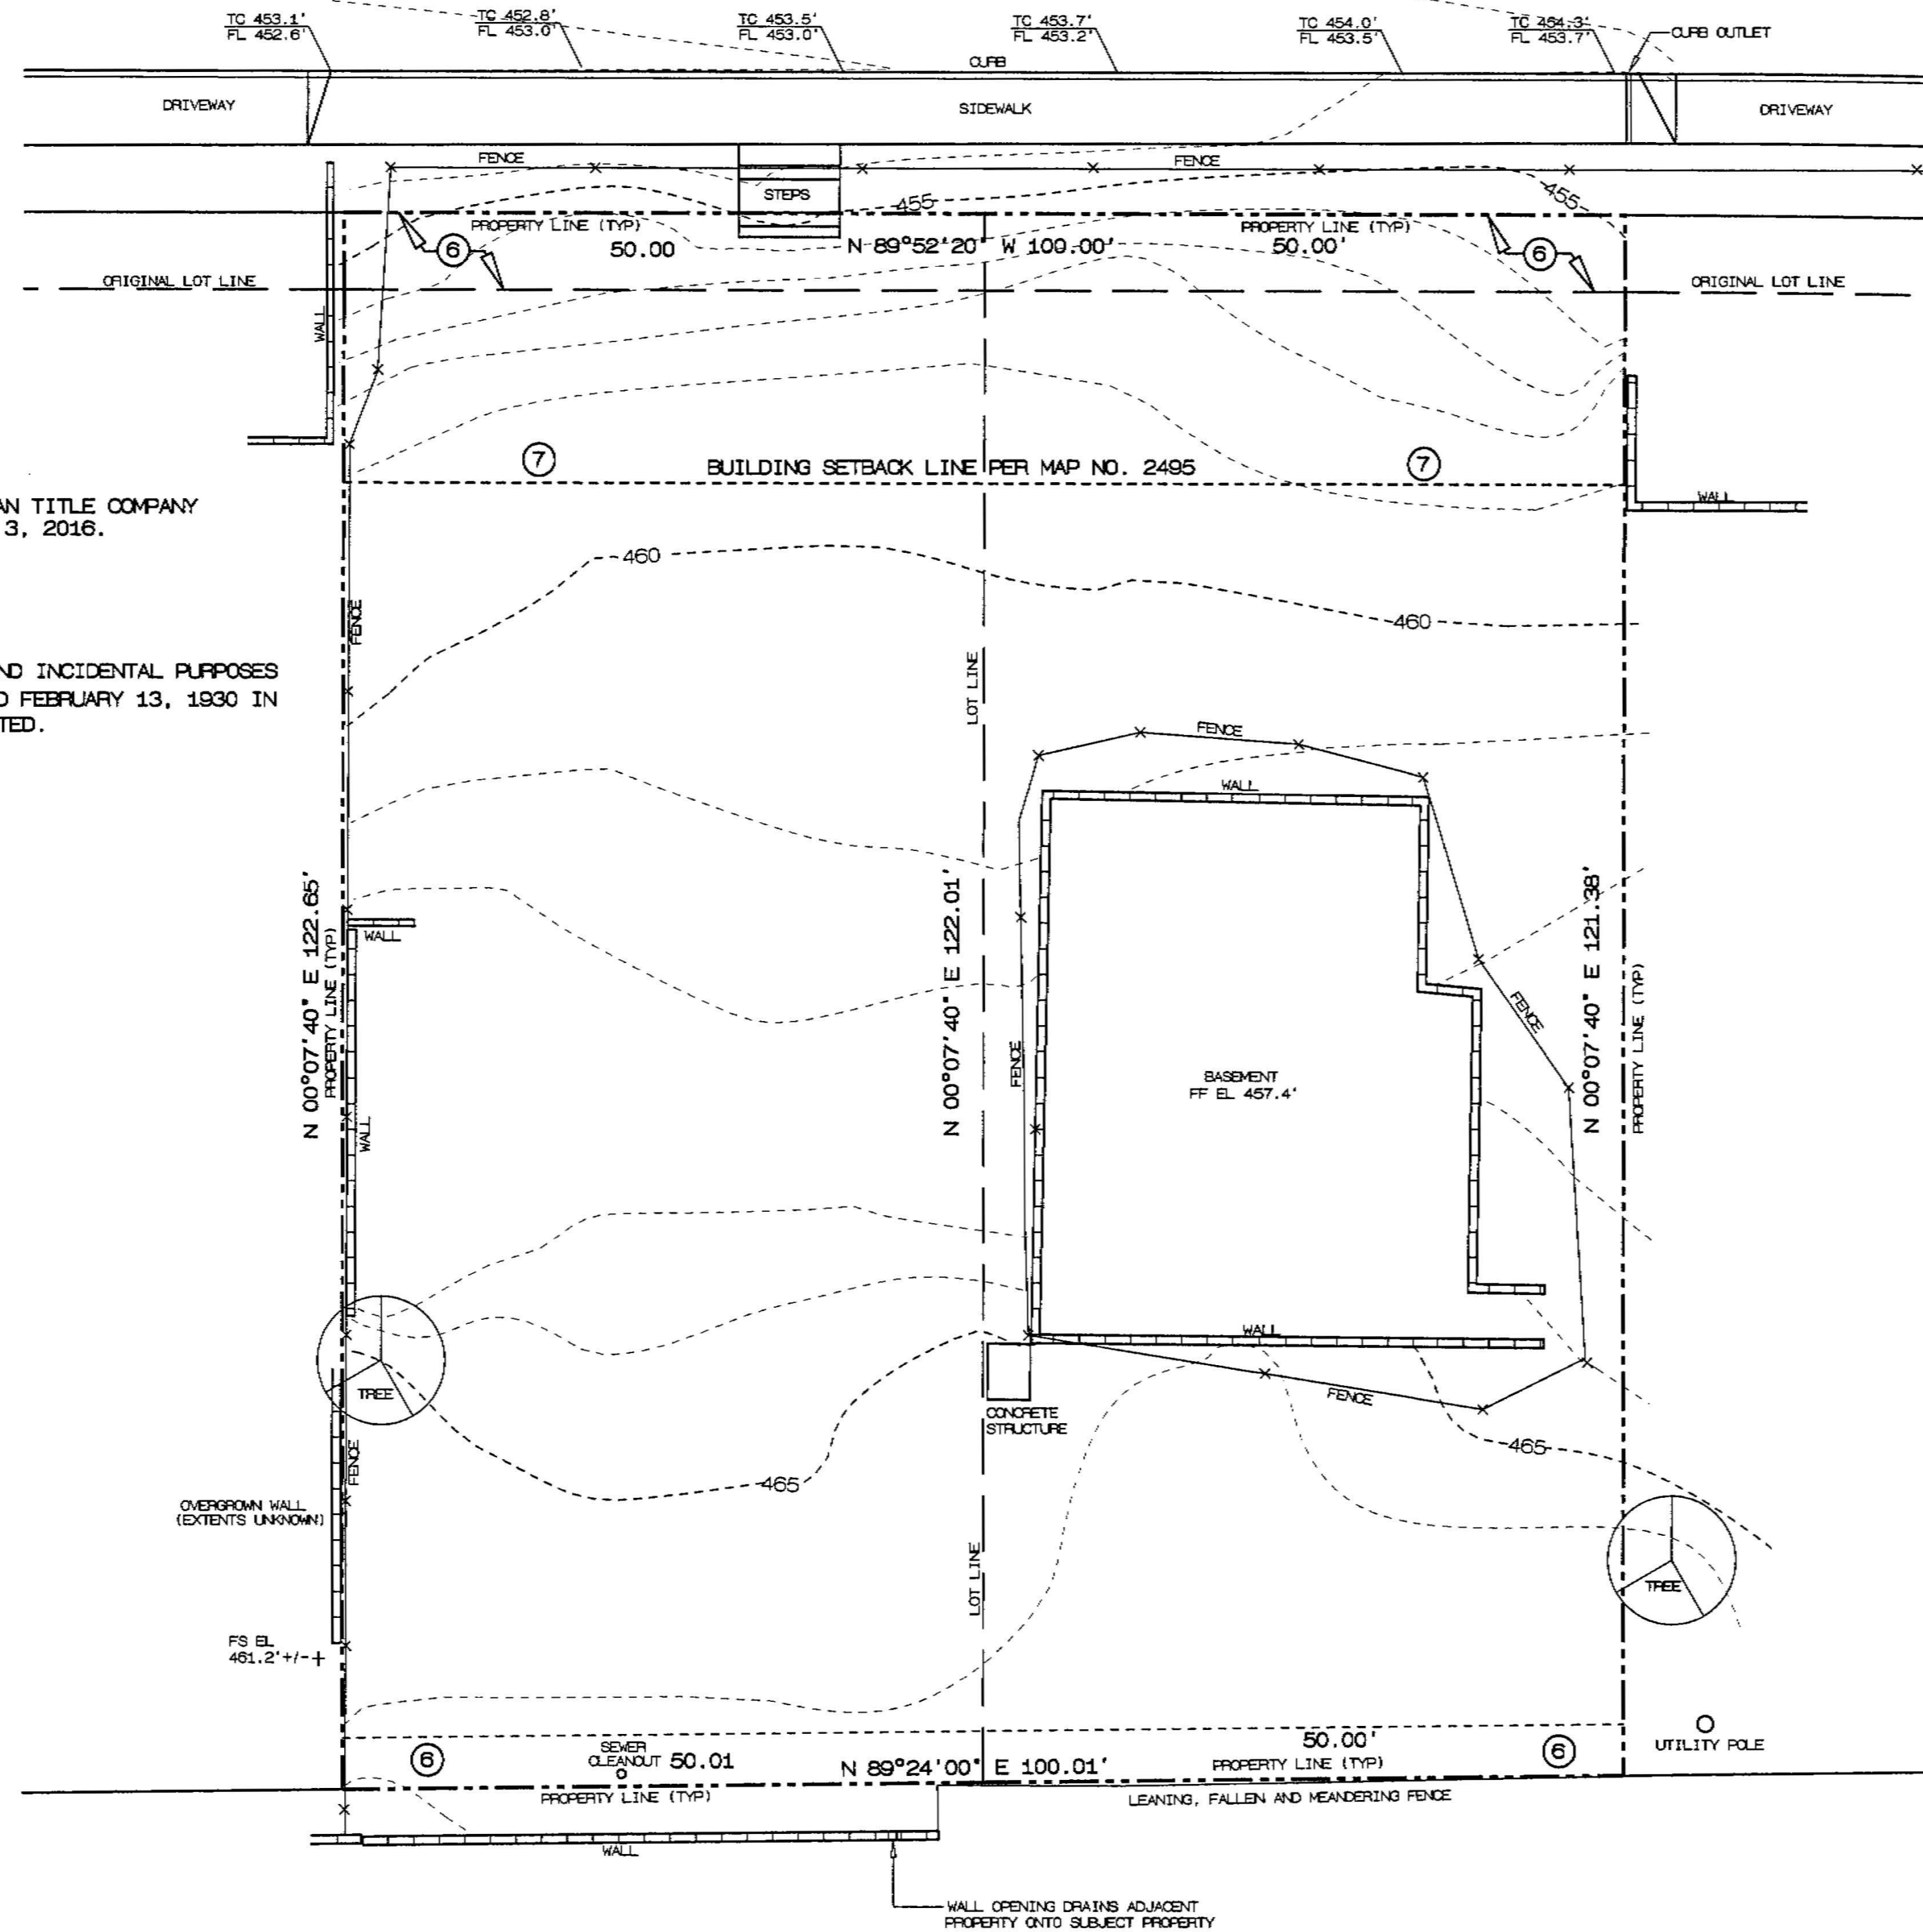 TC 453.1'
FL 452.6'
TC 452.8'
FL 453.0'
TC 453.5'
FL 453.0'
TC 453.7'
FL 453.2'
TC 454.0'
FL 453.5'
TC 454.3'
FL 453.7'
CURB OUTLET
CURB
DRIVEWAY
SIDEWALK
DRIVEWAY
FENCE
FENCE
STEPS
455
455
PROPERTY LINE (TYP)
PROPERTY LINE (TYP)
6
50.00
N 89°52'20" W 100.00'
50.00'
6
ORIGINAL LOT LINE
ORIGINAL LOT LINE
WALL
7
BUILDING SETBACK LINE PER MAP NO. 2495
7
AN TITLE COMPANY
3, 2016.
WALL
460
460
FENCE
LOT LINE
ND INCIDENTAL PURPOSES
D FEBRUARY 13, 1930 IN
TED.
FENCE
WALL
N 00°07'40" E 122.65'
PROPERTY LINE (TYP)
WALL
WALL
N 00°07'40" E 122.01'
FENCE
BASEMENT
FF EL 457.4'
FENCE
N 00°07'40" E 121.38'
PROPERTY LINE (TYP)
WALL
TREE
FENCE
CONCRETE
STRUCTURE
FENCE
465
465
OVERGROWN WALL
(EXTENTS UNKNOWN)
LOT LINE
TREE
FS EL
461.2'+/-
6
SEWER
CLEANOUT
50.01
N 89°24'00" E 100.01'
50.00'
PROPERTY LINE (TYP)
6
UTILITY POLE
PROPERTY LINE (TYP)
LEANING, FALLEN AND MEANDERING FENCE
WALL
WALL OPENING DRAINS ADJACENT
PROPERTY ONTO SUBJECT PROPERTY